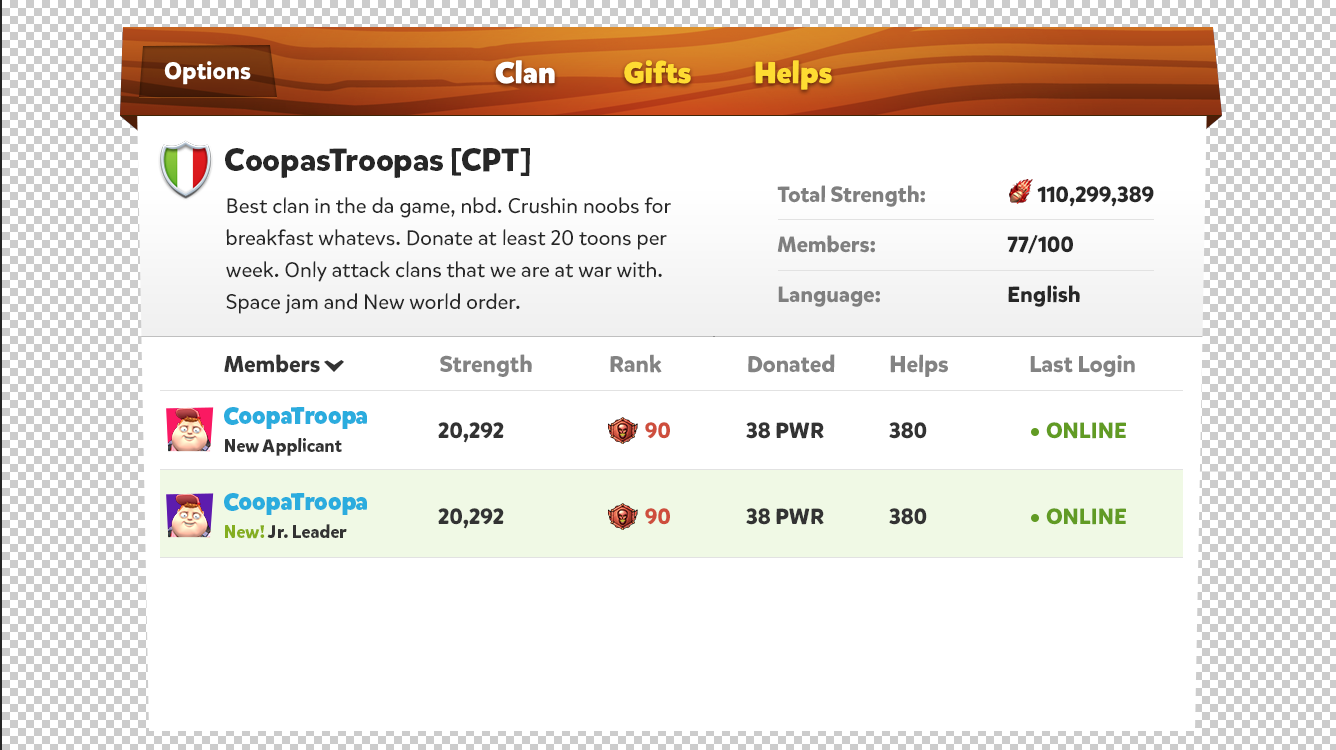 Options
Clan
Gifts
Helps
CoopasTroopas [CPT]
Best clan in the da game, nbd. Crushin noobs for
breakfast whatevs. Donate at least 20 toons per
week. Only attack clans that we are at war with.
Space jam and New world order.
Total Strength: 110,299,389
Members: 77/100
Language: English
Members Strength Rank Donated Helps Last Login
CoopaTroopa
New Applicant
20,292 90 38 PWR 380 • ONLINE
CoopaTroopa
New! Jr. Leader
20,292 90 38 PWR 380 • ONLINE